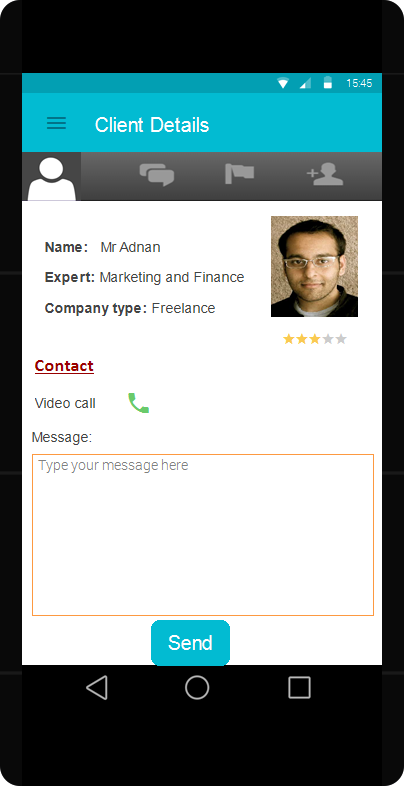 15:45
Client Details
Name: Mr Adnan
Expert: Marketing and Finance
Company type: Freelance
Contact
Video call
Message:
Type your message here
Send